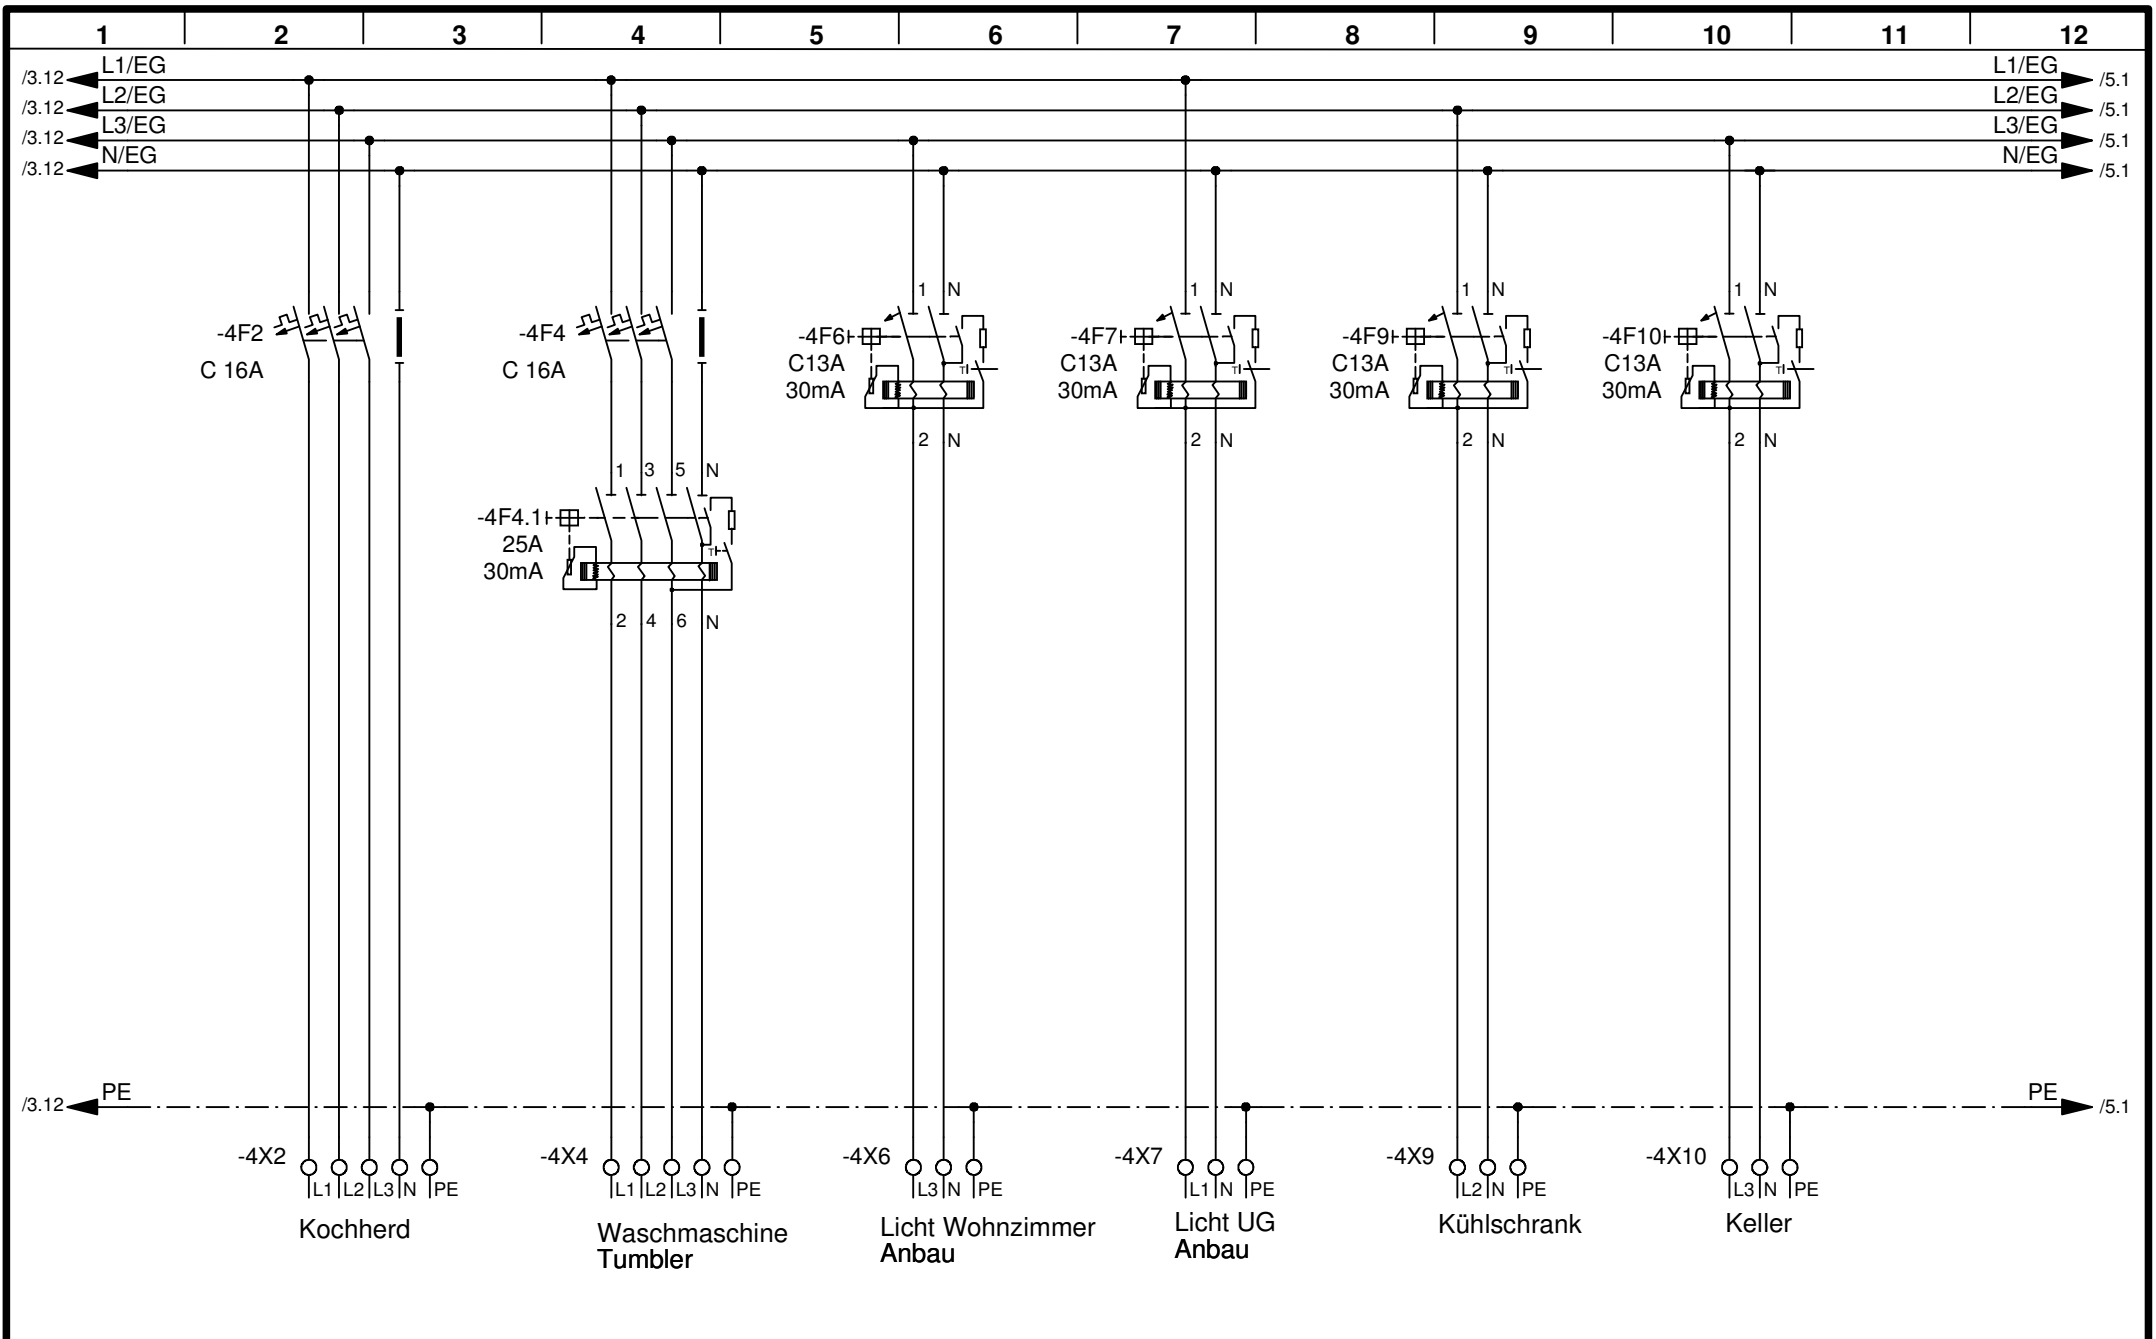 1 2 3 4 5 6 7 8 9 10 11 12
/3.12 L1/EG L1/EG /5.1
/3.12 L2/EG L2/EG /5.1
/3.12 L3/EG L3/EG /5.1
/3.12 N/EG N/EG /5.1
1 N 1 N 1 N 1 N
-4F2 -4F4 -4F6 -4F7 -4F9 -4F10
C 16A C 16A C13A C13A C13A C13A
T T T T
30mA 30mA 30mA 30mA
2 N 2 N 2 N 2 N
1 3 5 N
-4F4.1
25A
T
30mA
2 4 6 N
/3.12 PE PE /5.1
-4X2 -4X4 -4X6 -4X7 -4X9 -4X10
L1 L2 L3 N PE L1 L2 L3 N PE L3 N PE L1 N PE L2 N PE L3 N PE
Kochherd
Waschmaschine
Tumbler
Licht Wohnzimmer
Anbau
Licht UG
Anbau
Kühlschrank
Keller